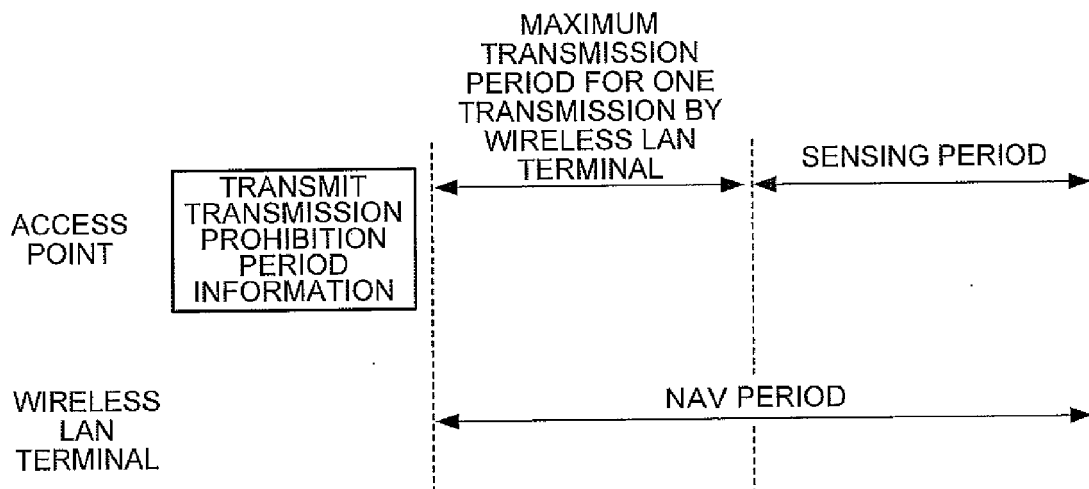 MAXIMUM
TRANSMISSION
PERIOD FOR ONE
TRANSMISSION BY
WIRELESS LAN
TERMINAL
SENSING PERIOD
ACCESS
POINT
TRANSMIT
TRANSMISSION
PROHIBITION
PERIOD
INFORMATION
WIRELESS
LAN
TERMINAL
NAV PERIOD